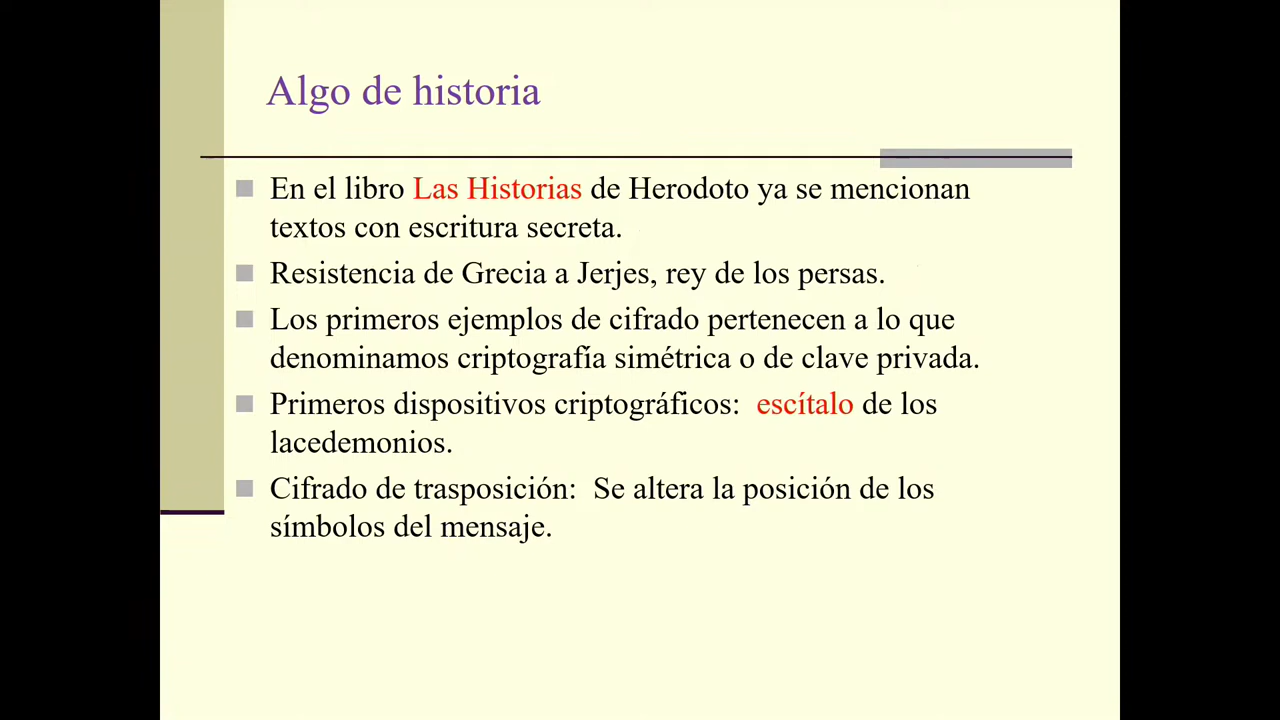 Algo de historia
En el libro Las Historias de Herodoto ya se mencionan
textos con escritura secreta.
Resistencia de Grecia a Jerjes, rey de los persas.
Los primeros ejemplos de cifrado pertenecen a lo que
denominamos criptografía simétrica o de clave privada.
Primeros dispositivos criptográficos:  escítalo de los
lacedemonios.
Cifrado de trasposición:  Se altera la posición de los
símbolos del mensaje.